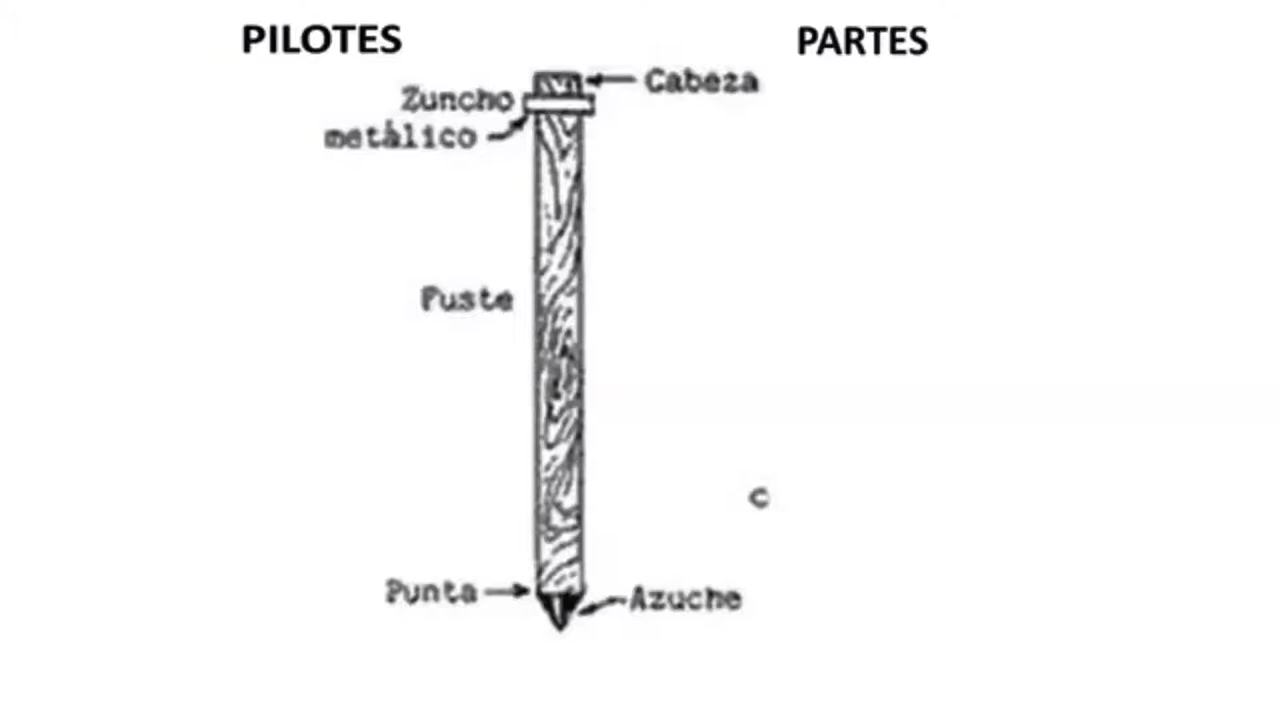 PILOTES
PARTES
Cabeza
Zuncho
metálico
Fuste
c
Punta
Azuche